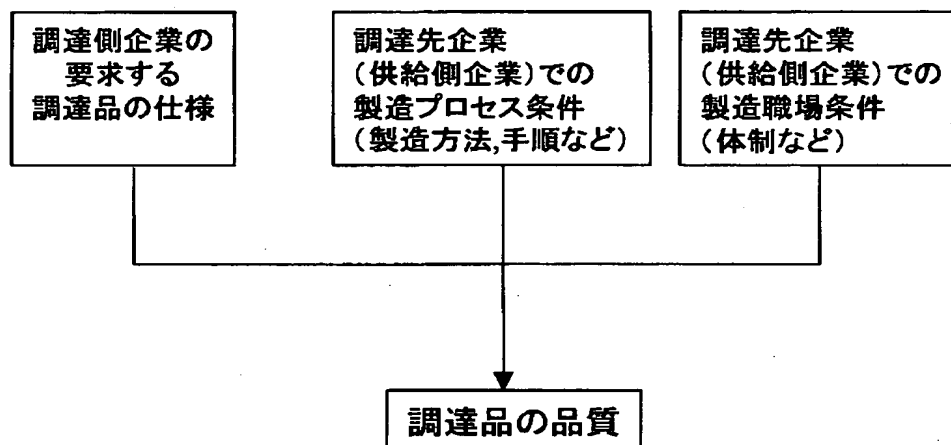 調達側企業の
要求する
調達品の仕様
調達先企業
(供給側企業)での
製造プロセス条件
(製造方法,手順など)
調達先企業
(供給側企業)での
製造職場条件
(体制など)
調達品の品質